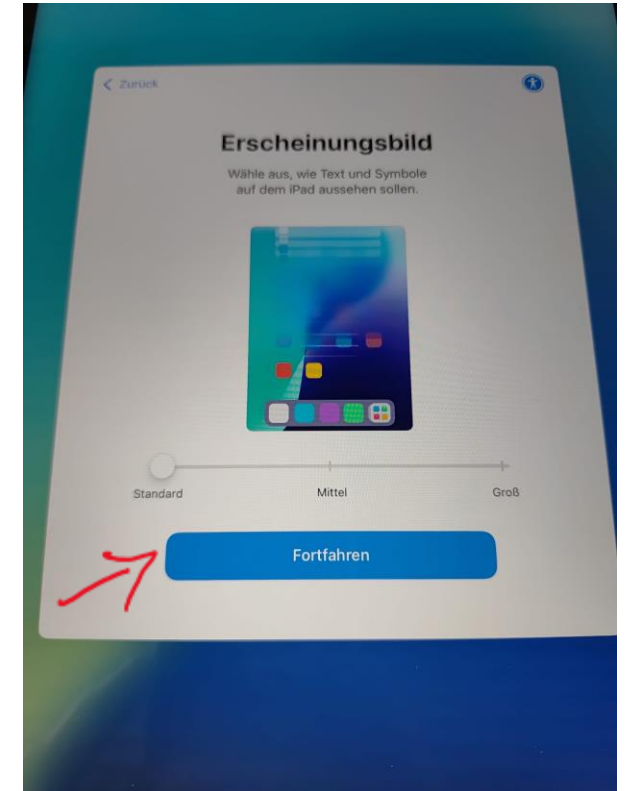 Zurück
Erscheinungsbild
Wähle aus, wie Text und Symbole
auf dem iPad aussehen sollen.
Standard
Mittel
Groß
Fortfahren